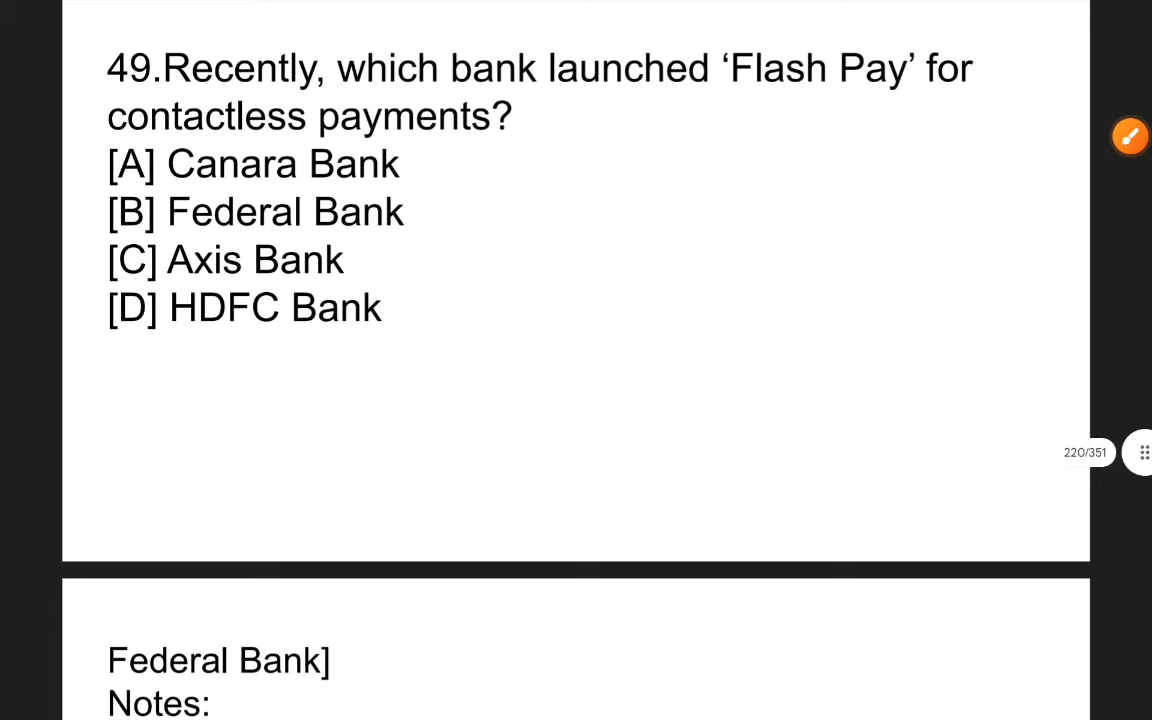 49.Recently, which bank launched ‘Flash Pay’ for
contactless payments?
[A] Canara Bank
[B] Federal Bank
[C] Axis Bank
[D] HDFC Bank
220/351
Federal Bank]
Notes: